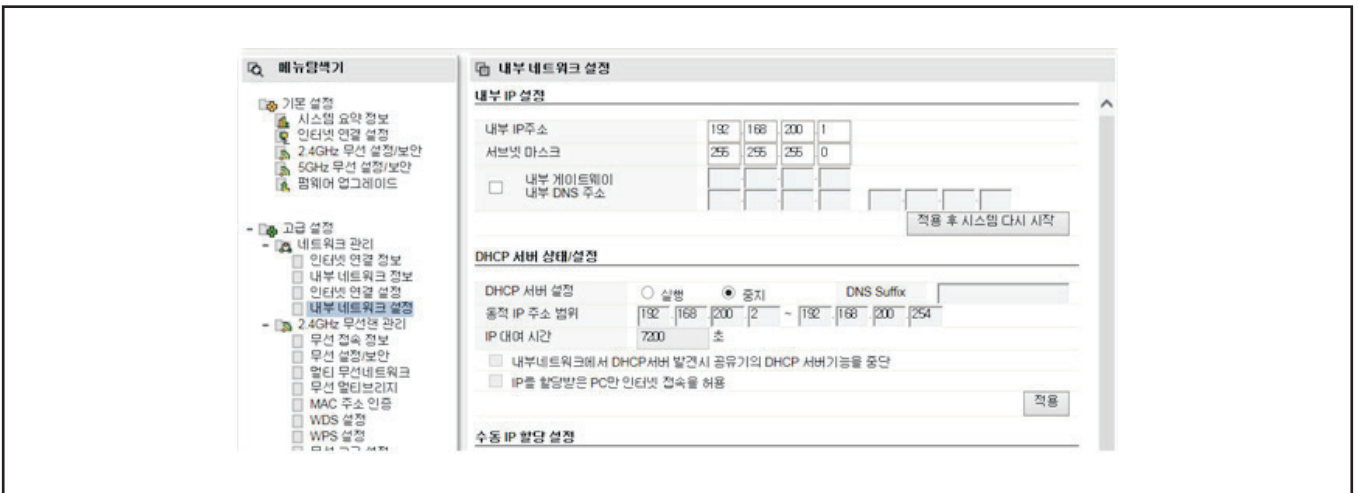 메뉴탐색기
기본 설정
시스템 요약 정보
인터넷 연결 설정
2.4GHz 무선 설정/보안
5GHz 무선 설정/보안
펌웨어 업그레이드
고급 설정
네트워크 관리
인터넷 연결 정보
내부 네트워크 정보
인터넷 연결 설정
내부 네트워크 설정
2.4GHz 무선랜 관리
무선 접속 정보
무선 설정/보안
멀티 무선네트워크
무선 멀티브리지
MAC 주소 인증
WDS 설정
WPS 설정
내부 네트워크 설정
내부 IP 설정
내부 IP주소 192 . 168 . 200 . 1
서브넷 마스크 255 . 255 . 255 . 0
내부 게이트웨이
내부 DNS 주소
적용 후 시스템 다시 시작
DHCP 서버 상태/설정
DHCP 서버 설정 실행 중지 DNS Suffix
동적 IP 주소 범위 192 . 168 . 200 . 2 ~ 192 . 168 . 200 . 254
IP 대여 시간 7200 초
내부네트워크에서 DHCP서버 발견시 공유기의 DHCP 서버기능을 중단
IP를 할당받은 PC만 인터넷 접속을 허용
적용
수동 IP 할당 설정